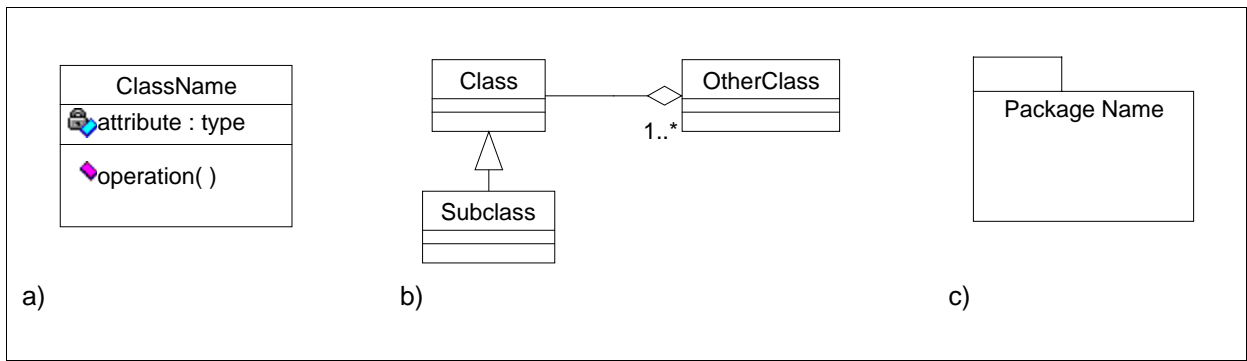 ClassName
attribute : type
operation( )
a)
Class
OtherClass
1..*
Subclass
b)
Package Name
c)